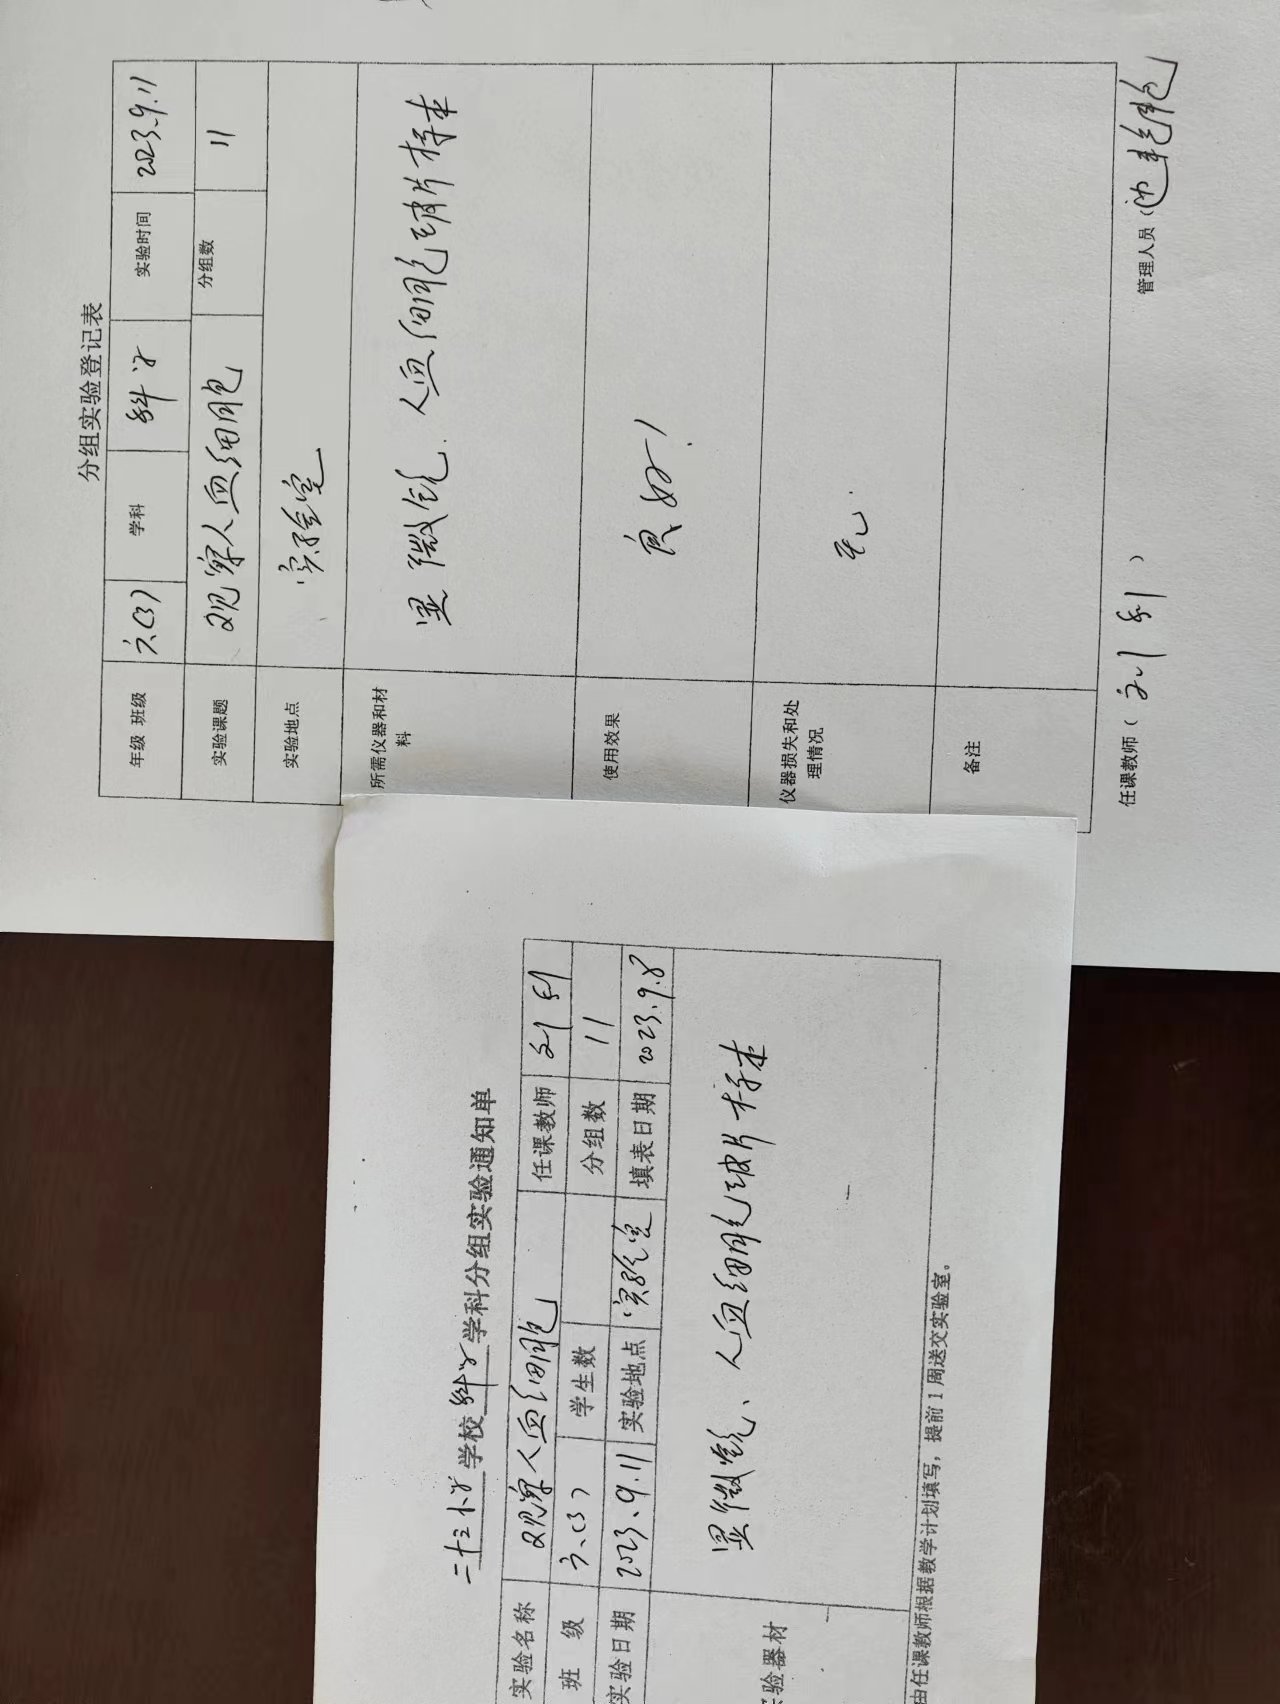 分组实验登记表
年级 班级 六(3) 学科 科学 实验时间 2023.9.11
实验课题 观察人血细胞 分组数 11
实验地点 实验室
所需仪器和材
料
显微镜、人血细胞玻片标本
使用效果 良好!
仪器损失和处
理情况
无.
备注
任课教师( 刘 ) 管理人员(
二十三小学学校科学学科分组实验通知单
实验名称 观察人血细胞 任课教师 刘
班 级 六(3) 学生数 分组数 11
实验日期 2023.9.11 实验地点 实验室 填表日期 2023.9.8
验器材 显微镜、人血细胞玻片标本
由任课教师根据教学计划填写，提前1周送交实验室。